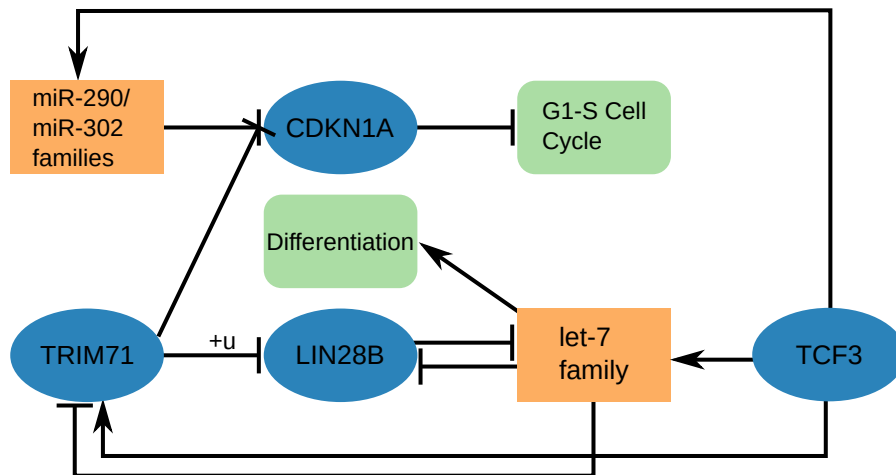 miR-290/
miR-302
families
CDKN1A
G1-S Cell
Cycle
Differentiation
TRIM71
+u
LIN28B
let-7
family
TCF3